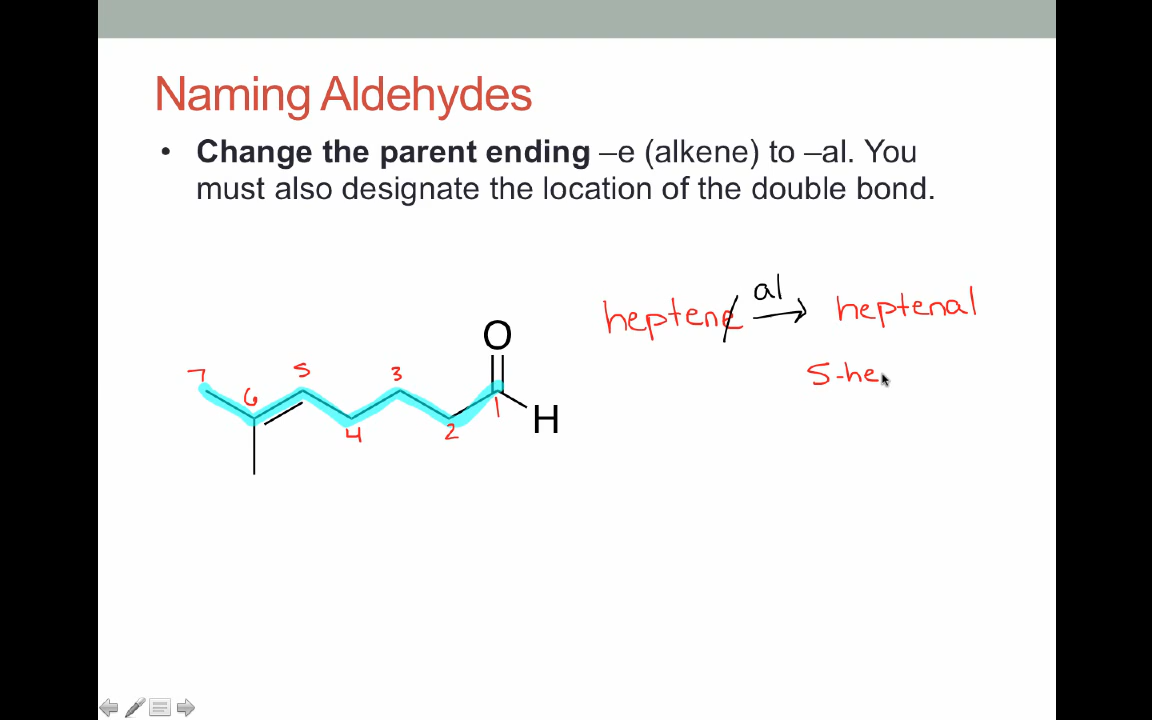 Naming Aldehydes
• Change the parent ending –e (alkene) to –al. You
must also designate the location of the double bond.
heptene al → heptenal
5-he
O
H
7 6 5 4 3 2 1